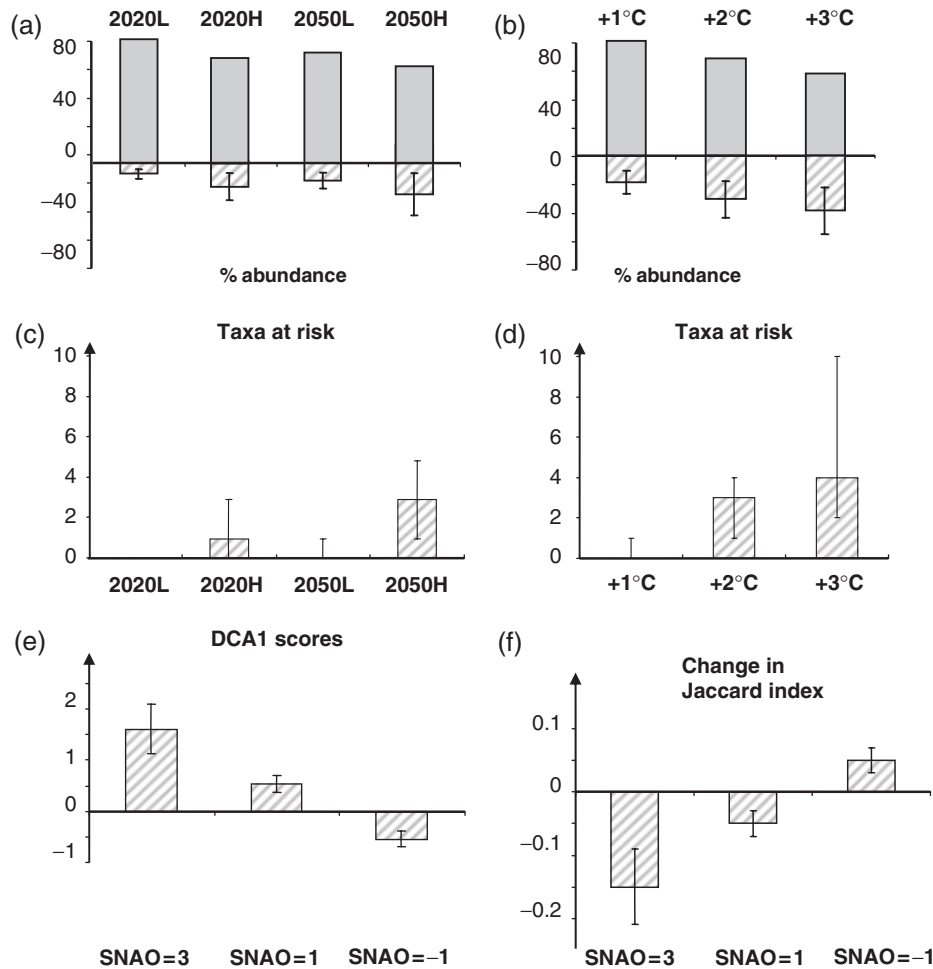 (a)
2020L 2020H 2050L 2050H
80
40
0
−40
−80
% abundance
(b)
+1°C +2°C +3°C
80
40
0
−40
−80
% abundance
(c)
Taxa at risk
10
8
6
4
2
0
2020L 2020H 2050L 2050H
(d)
Taxa at risk
10
8
6
4
2
0
+1°C +2°C +3°C
(e)
DCA1 scores
2
1
0
−1
SNAO=3 SNAO=1 SNAO=−1
(f)
Change in
Jaccard index
0.1
0
−0.1
−0.2
SNAO=3 SNAO=1 SNAO=−1